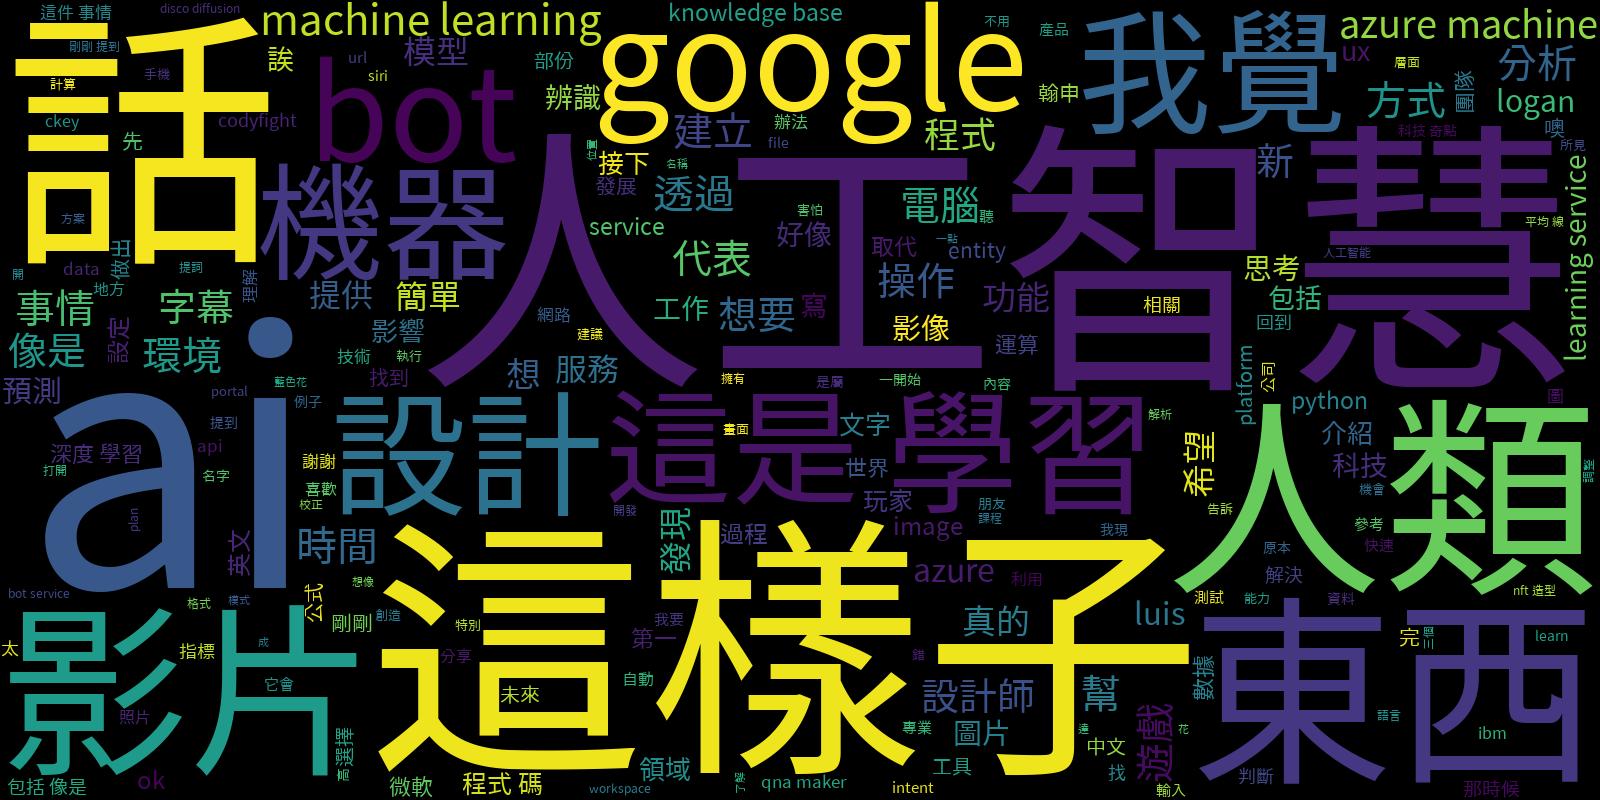 這件 事情
disco diffusion
machine learning
knowledge base
不用
產品
azure machine
剛剛 提到
話
手機
計算
ckey
先
codyfight
誒
url
siri
bot
模型
部份
辨識
google
建立
辦法
file
程式
翰申
我覺
ux
層面
分析
方式
團隊
logan
科技 奇點
噢
所見
新
learning service
方案
機器
人工智慧
位置
接下
名稱
發展
透過
service
代表
害怕
好像
電腦
聽
取代
一點
entity
操作
功能
思考
包括
相關
回到
人工智能
平均 線
開
data
地方
做出
提詞
理解
提供
簡單
事情
字幕
設定
像是
環境
影響
技術
執行
找到
網路
建議
想
服務
工作
想要
寫
影像
運算
預測
portal
藍色花
例子
提到
擁有
是屬
一開始
內容
platform
公司
python
圖
ai
深度 學習
api
打開
名字
plan
英文
謝謝
喜歡
校正
設計
這是
畫面
文字
世界
學習
解析
玩家
開發
希望
介紹
科技
機會
告訴
參考
快速
調整
人類
時間
發現
過程
image
朋友
課程
我現
原本
解決
azure
利用
bot service
格式
模式
公式
想像
剛剛
創造
特別
我要
第一
真的
luis
測試
能力
資料
nft 造型
太
影片
成
指標
它會
照片
高
選擇
ok
包括 像是
這樣子
分享
未來
自動
錯
設計師
幫
數據
東西
完
三個
learn
語言
ibm
專業
圖片
達
中文
遊戲
花
找
工具
領域
微軟
程式 碼
workspace
了解
qna maker
intent
輸入
判斷
那時候